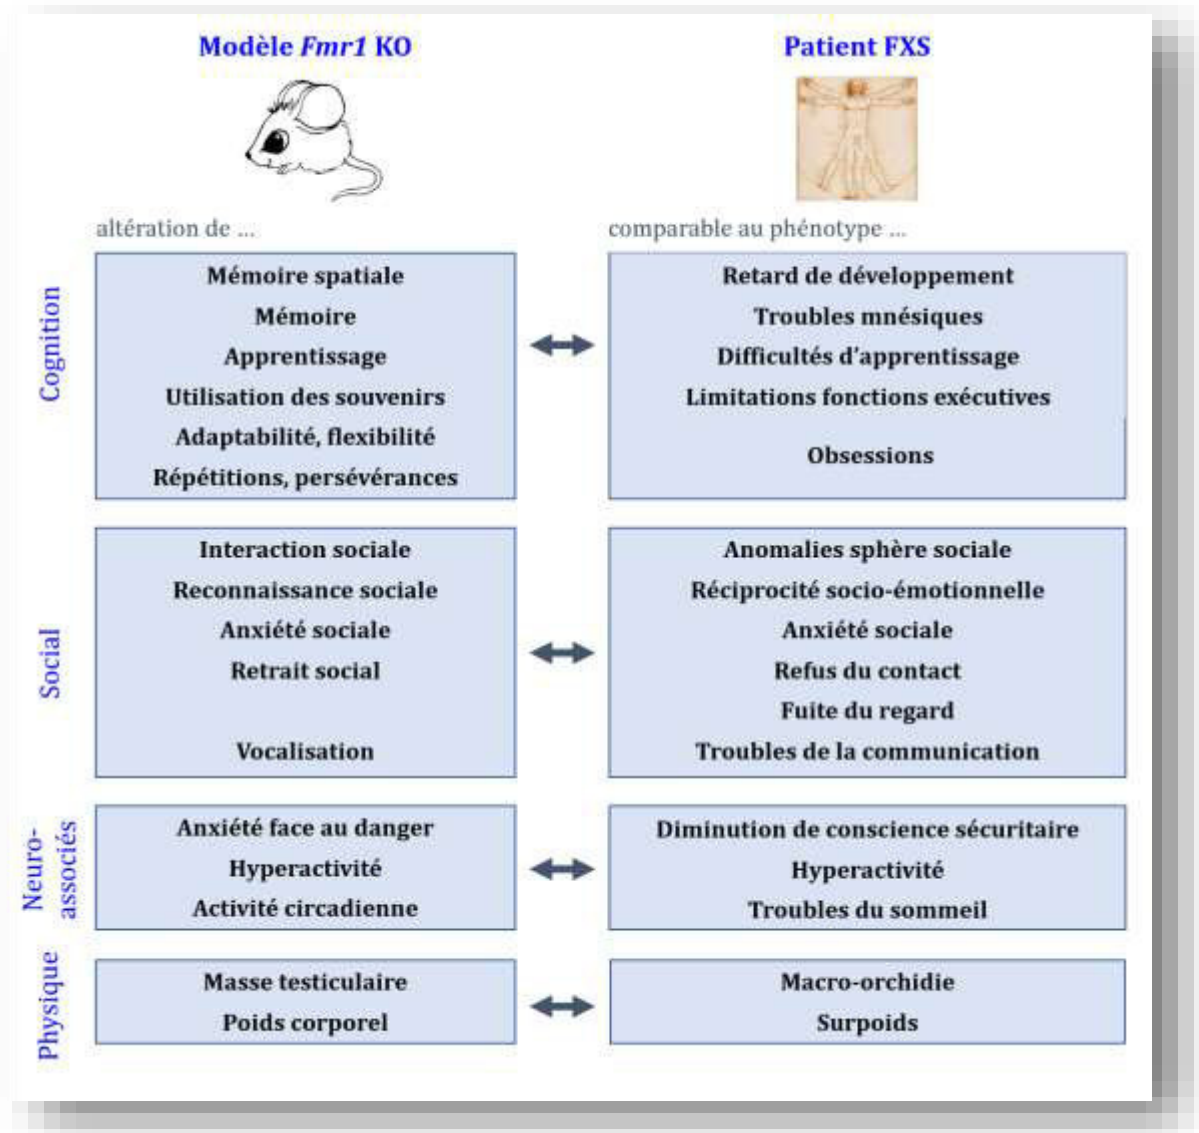 Modèle Fmr1 KO
Patient FXS
altération de ...
comparable au phénotype ...
Cognition
Mémoire spatiale
Mémoire
Apprentissage
Utilisation des souvenirs
Adaptabilité, flexibilité
Répétitions, persévérances
Retard de développement
Troubles mnésiques
Difficultés d'apprentissage
Limitations fonctions exécutives
Obsessions
Social
Interaction sociale
Reconnaissance sociale
Anxiété sociale
Retrait social
Vocalisation
Anomalies sphère sociale
Réciprocité socio-émotionnelle
Anxiété sociale
Refus du contact
Fuite du regard
Troubles de la communication
Neuro-
associés
Anxiété face au danger
Hyperactivité
Activité circadienne
Diminution de conscience sécuritaire
Hyperactivité
Troubles du sommeil
Physique
Masse testiculaire
Poids corporel
Macro-orchidie
Surpoids